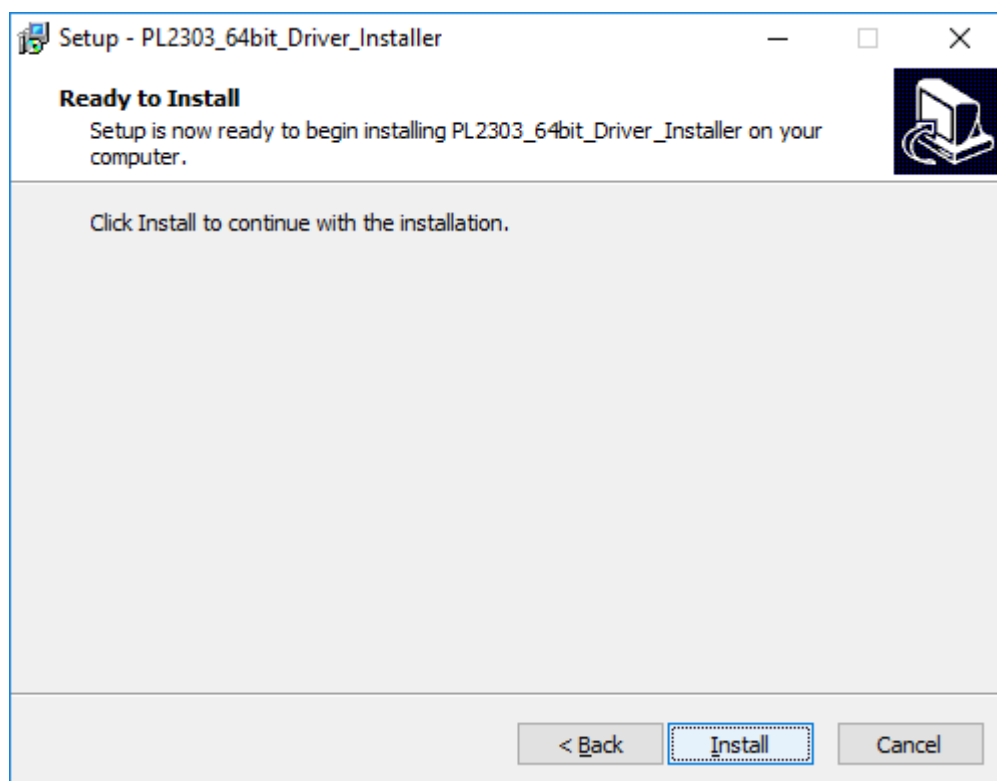 Setup - PL2303_64bit_Driver_Installer
Ready to Install
Setup is now ready to begin installing PL2303_64bit_Driver_Installer on your
computer.
Click Install to continue with the installation.
< Back
Install
Cancel